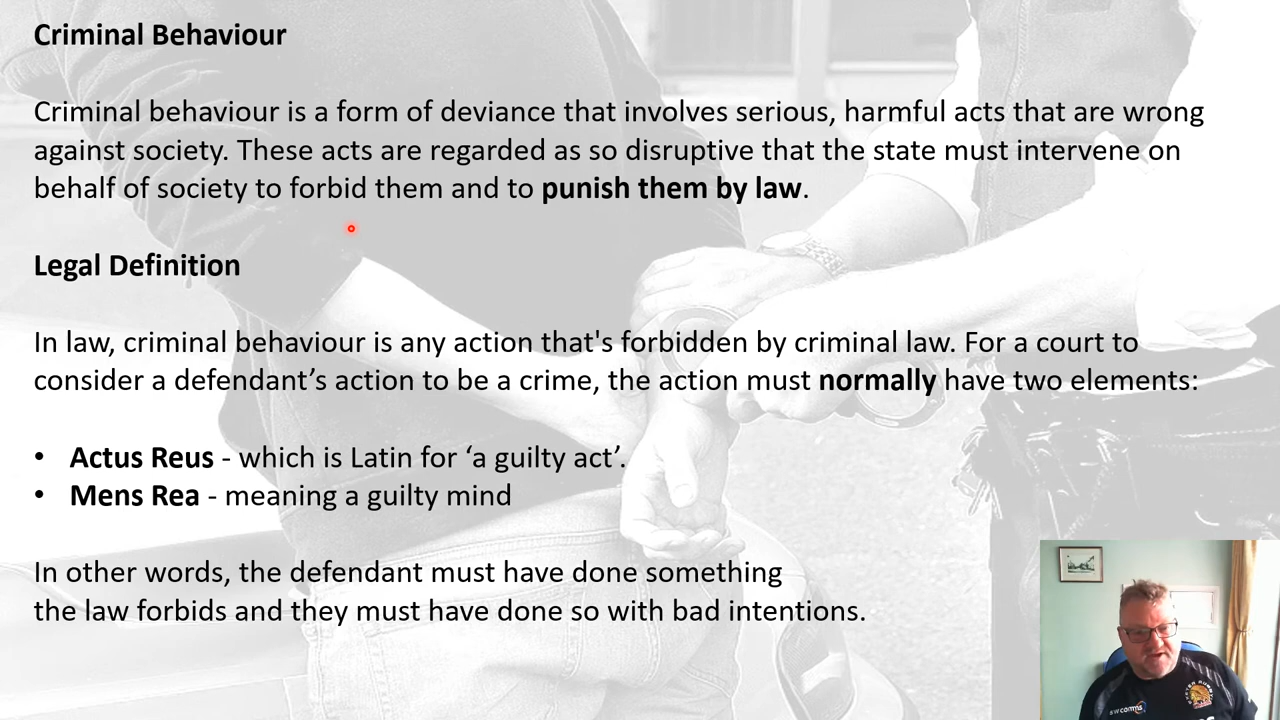 Criminal Behaviour
Criminal behaviour is a form of deviance that involves serious, harmful acts that are wrong
against society. These acts are regarded as so disruptive that the state must intervene on
behalf of society to forbid them and to punish them by law.
Legal Definition
In law, criminal behaviour is any action that's forbidden by criminal law. For a court to
consider a defendant’s action to be a crime, the action must normally have two elements:
• Actus Reus - which is Latin for ‘a guilty act’.
• Mens Rea - meaning a guilty mind
In other words, the defendant must have done something
the law forbids and they must have done so with bad intentions.
swcomms